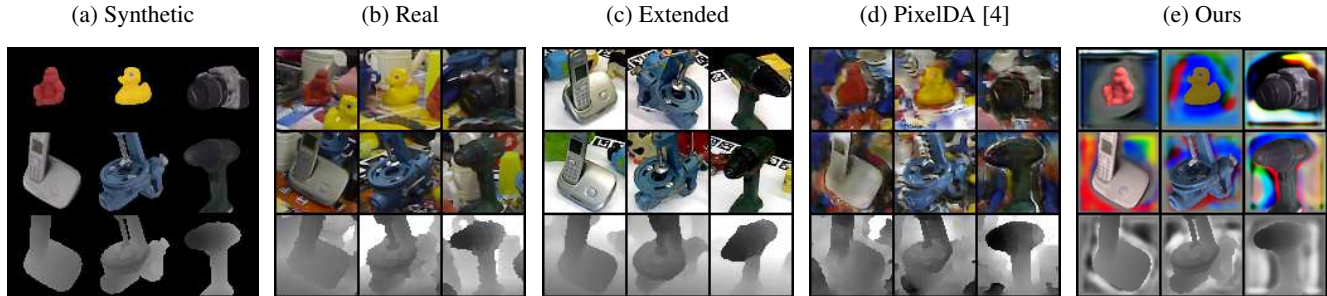 (a) Synthetic
(b) Real
(c) Extended
(d) PixelDA [4]
(e) Ours